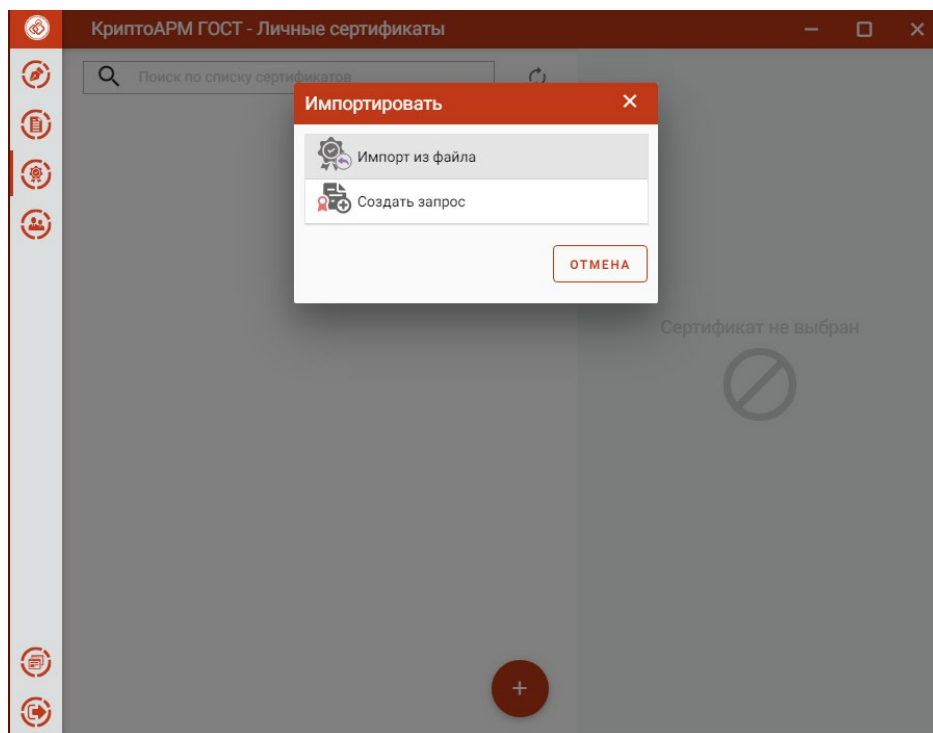 КриптоАРМ ГОСТ - Личные сертификаты
Поиск по списку сертификатов
Импортировать
Импорт из файла
Создать запрос
ОТМЕНА
Сертификат не выбран